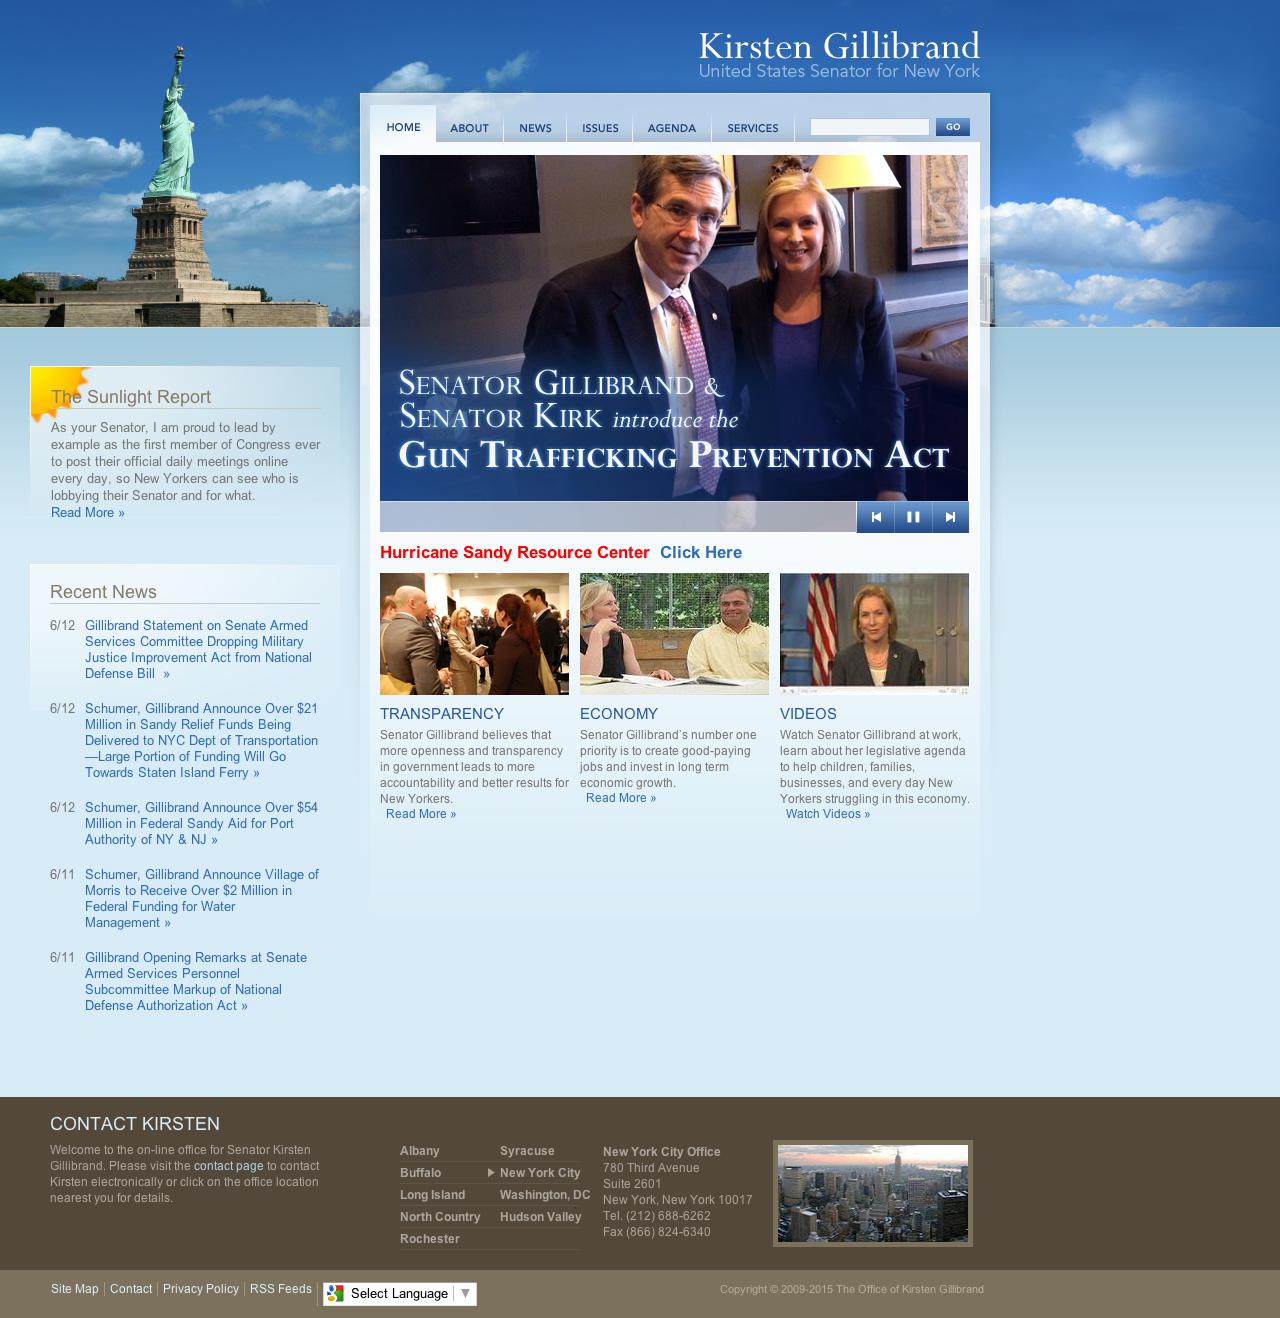 Kirsten Gillibrand
United States Senator for New York
HOME
ABOUT
NEWS
ISSUES
AGENDA
SERVICES
GO
SENATOR GILLIBRAND &
SENATOR KIRK introduce the
GUN TRAFFICKING PREVENTION ACT
The Sunlight Report
As your Senator, I am proud to lead by
example as the first member of Congress ever
to post their official daily meetings online
every day, so New Yorkers can see who is
lobbying their Senator and for what.
Read More »
Recent News
6/12 Gillibrand Statement on Senate Armed
Services Committee Dropping Military
Justice Improvement Act from National
Defense Bill »
6/12 Schumer, Gillibrand Announce Over $21
Million in Sandy Relief Funds Being
Delivered to NYC Dept of Transportation
—Large Portion of Funding Will Go
Towards Staten Island Ferry »
6/12 Schumer, Gillibrand Announce Over $54
Million in Federal Sandy Aid for Port
Authority of NY & NJ »
6/11 Schumer, Gillibrand Announce Village of
Morris to Receive Over $2 Million in
Federal Funding for Water
Management »
6/11 Gillibrand Opening Remarks at Senate
Armed Services Personnel
Subcommittee Markup of National
Defense Authorization Act »
Hurricane Sandy Resource Center Click Here
TRANSPARENCY
Senator Gillibrand believes that
more openness and transparency
in government leads to more
accountability and better results for
New Yorkers.
Read More »
ECONOMY
Senator Gillibrand's number one
priority is to create good-paying
jobs and invest in long term
economic growth.
Read More »
VIDEOS
Watch Senator Gillibrand at work,
learn about her legislative agenda
to help children, families,
businesses, and every day New
Yorkers struggling in this economy.
Watch Videos »
CONTACT KIRSTEN
Welcome to the on-line office for Senator Kirsten
Gillibrand. Please visit the contact page to contact
Kirsten electronically or click on the office location
nearest you for details.
Albany
Buffalo
Long Island
North Country
Rochester
Syracuse
New York City
Washington, DC
Hudson Valley
New York City Office
780 Third Avenue
Suite 2601
New York, New York 10017
Tel. (212) 688-6262
Fax (866) 824-6340
Site Map
Contact
Privacy Policy
RSS Feeds
Select Language
Copyright © 2009-2015 The Office of Kirsten Gillibrand